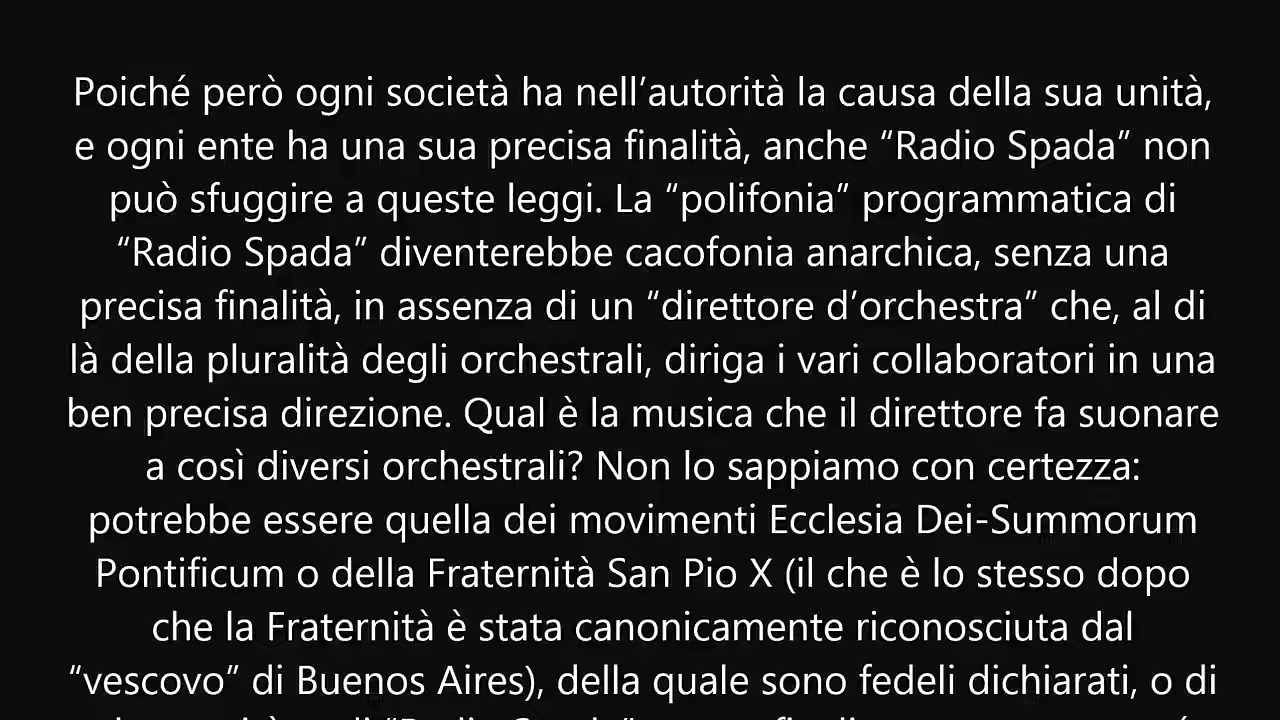 Poiché però ogni società ha nell’autorità la causa della sua unità,
e ogni ente ha una sua precisa finalità, anche “Radio Spada” non
può sfuggire a queste leggi. La “polifonia” programmatica di
“Radio Spada” diventerebbe cacofonia anarchica, senza una
precisa finalità, in assenza di un “direttore d’orchestra” che, al di
là della pluralità degli orchestrali, diriga i vari collaboratori in una
ben precisa direzione. Qual è la musica che il direttore fa suonare
a così diversi orchestrali? Non lo sappiamo con certezza:
potrebbe essere quella dei movimenti Ecclesia Dei-Summorum
Pontificum o della Fraternità San Pio X (il che è lo stesso dopo
che la Fraternità è stata canonicamente riconosciuta dal
“vescovo” di Buenos Aires), della quale sono fedeli dichiarati, o di